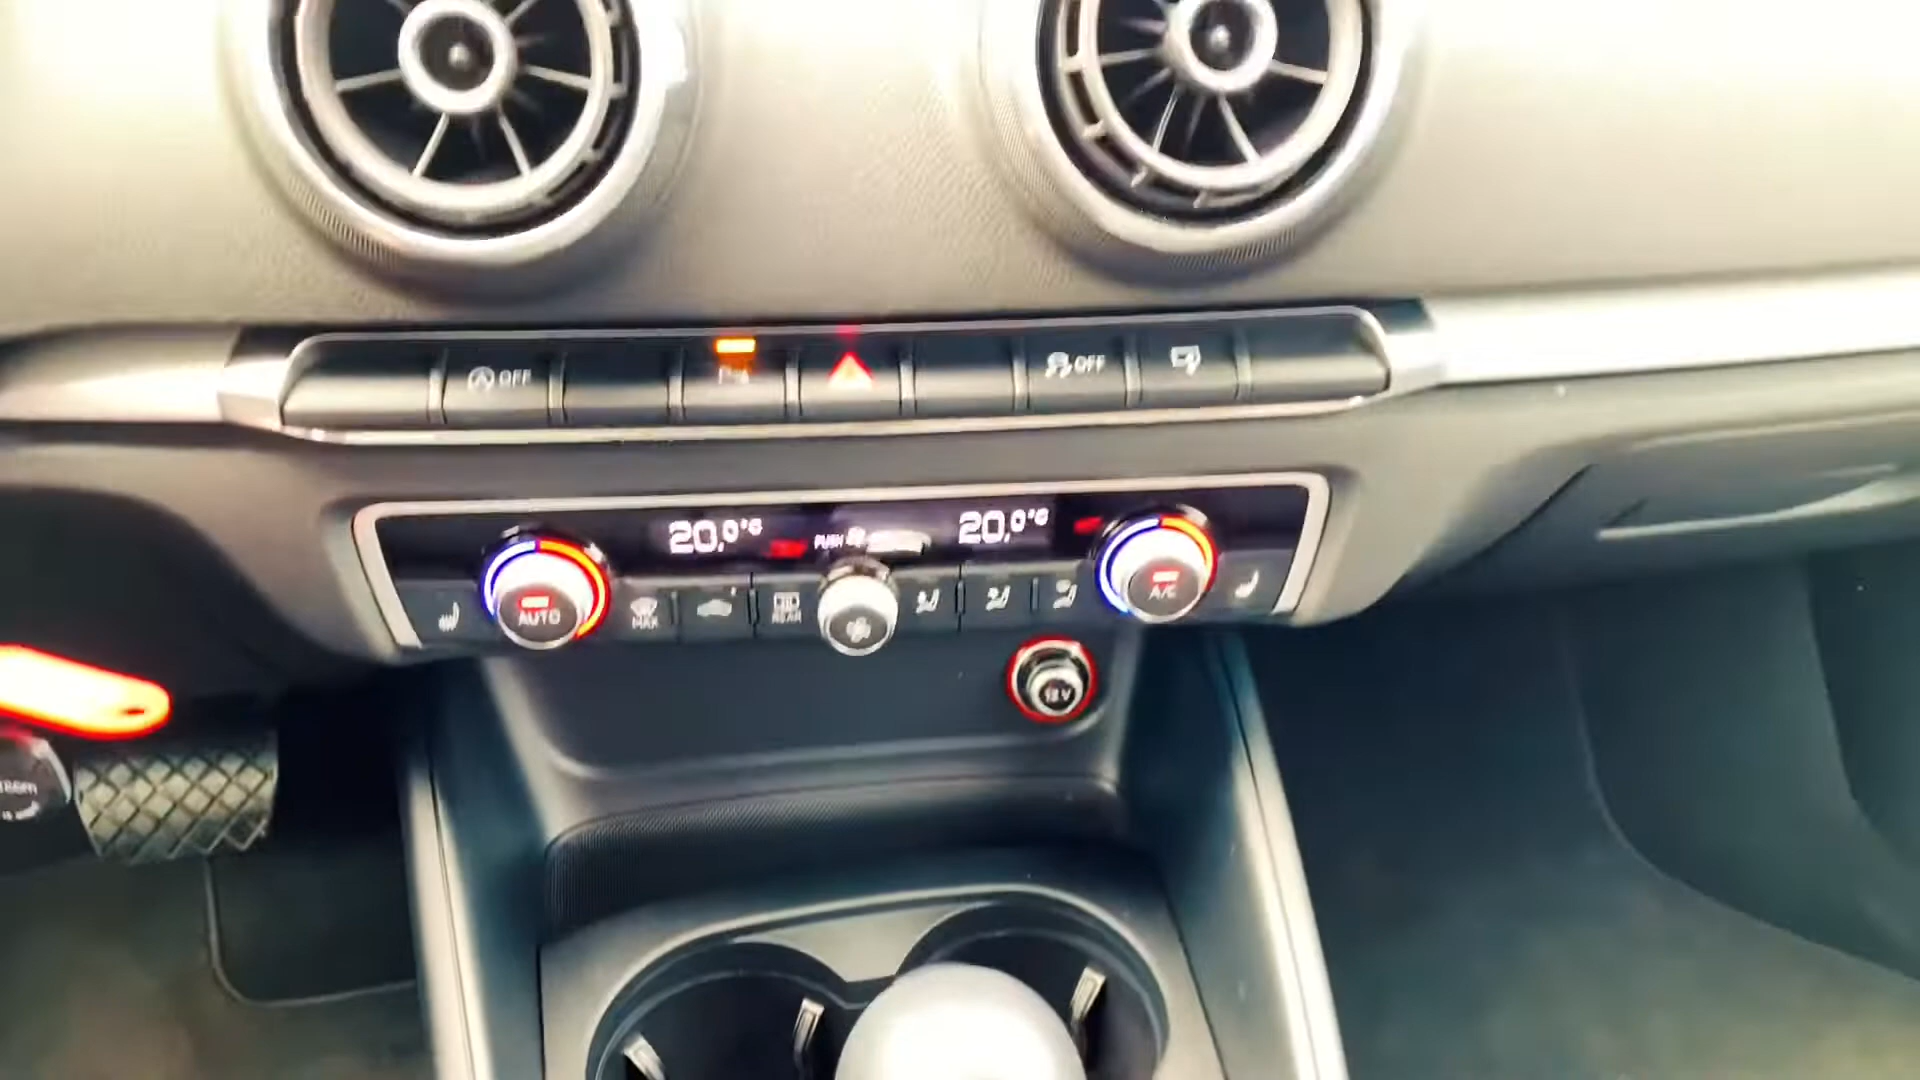 OFF
OFF
20,0°C
PUSH
20,0°C
AUTO
MAX
REAR
A/C
12V